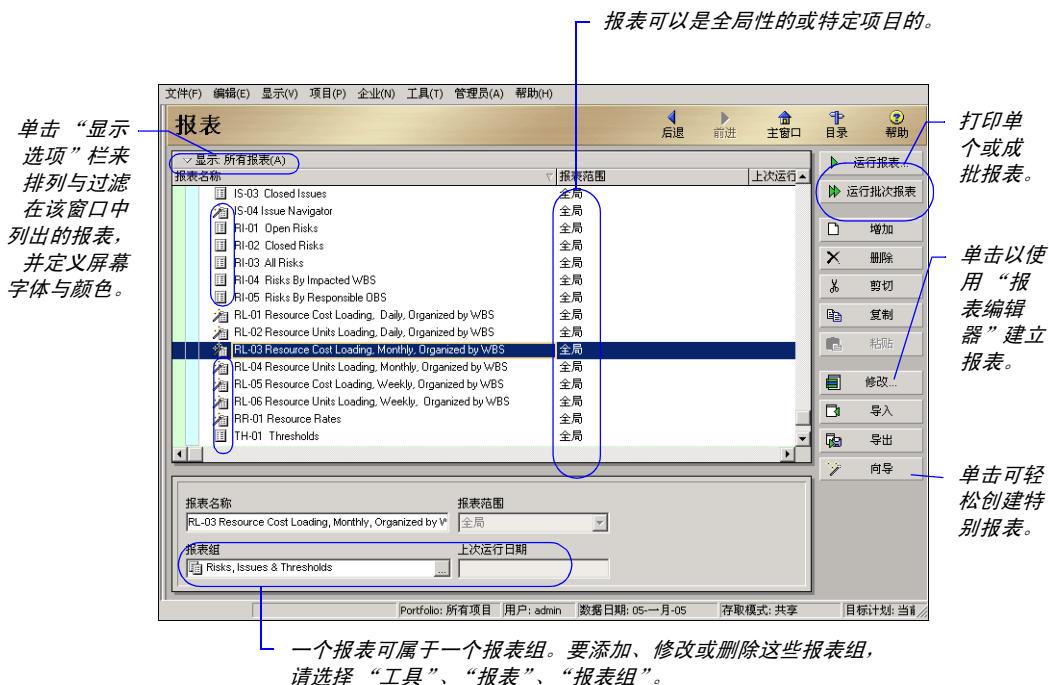 报表可以是全局性的或特定项目的。
文件(F) 编辑(E) 显示(V) 项目(P) 企业(N) 工具(T) 管理员(A) 帮助(H)
报表
后退 前进 主窗口 目录 帮助
单击 “显示
选项”栏来
排列与过滤
在该窗口中
列出的报表，
并定义屏幕
字体与颜色。
显示: 所有报表(A)
报表名称 报表范围 上次运行
IS-03 Closed Issues 全局
IS-04 Issue Navigator 全局
RI-01 Open Risks 全局
RI-02 Closed Risks 全局
RI-03 All Risks 全局
RI-04 Risks By Impacted WBS 全局
RI-05 Risks By Responsible OBS 全局
RL-01 Resource Cost Loading, Daily, Organized by WBS 全局
RL-02 Resource Units Loading, Daily, Organized by WBS 全局
RL-03 Resource Cost Loading, Monthly, Organized by WBS 全局
RL-04 Resource Units Loading, Monthly, Organized by WBS 全局
RL-05 Resource Cost Loading, Weekly, Organized by WBS 全局
RL-06 Resource Units Loading, Weekly, Organized by WBS 全局
RR-01 Resource Rates 全局
TH-01 Thresholds 全局
运行报表...
运行批次报表
增加
删除
剪切
复制
粘贴
修改...
导入
导出
向导
打印单
个或成
批报表。
单击以使
用 “报
表编辑
器”建立
报表。
单击可轻
松创建特
别报表。
报表名称 报表范围
RL-03 Resource Cost Loading, Monthly, Organized by W 全局
报表组 上次运行日期
Risks, Issues & Thresholds ...
Portfolio: 所有项目 用户: admin 数据日期: 05-一月-05 存取模式: 共享 目标计划: 当前
一个报表可属于一个报表组。要添加、修改或删除这些报表组，
请选择 “工具”、“报表”、“报表组”。